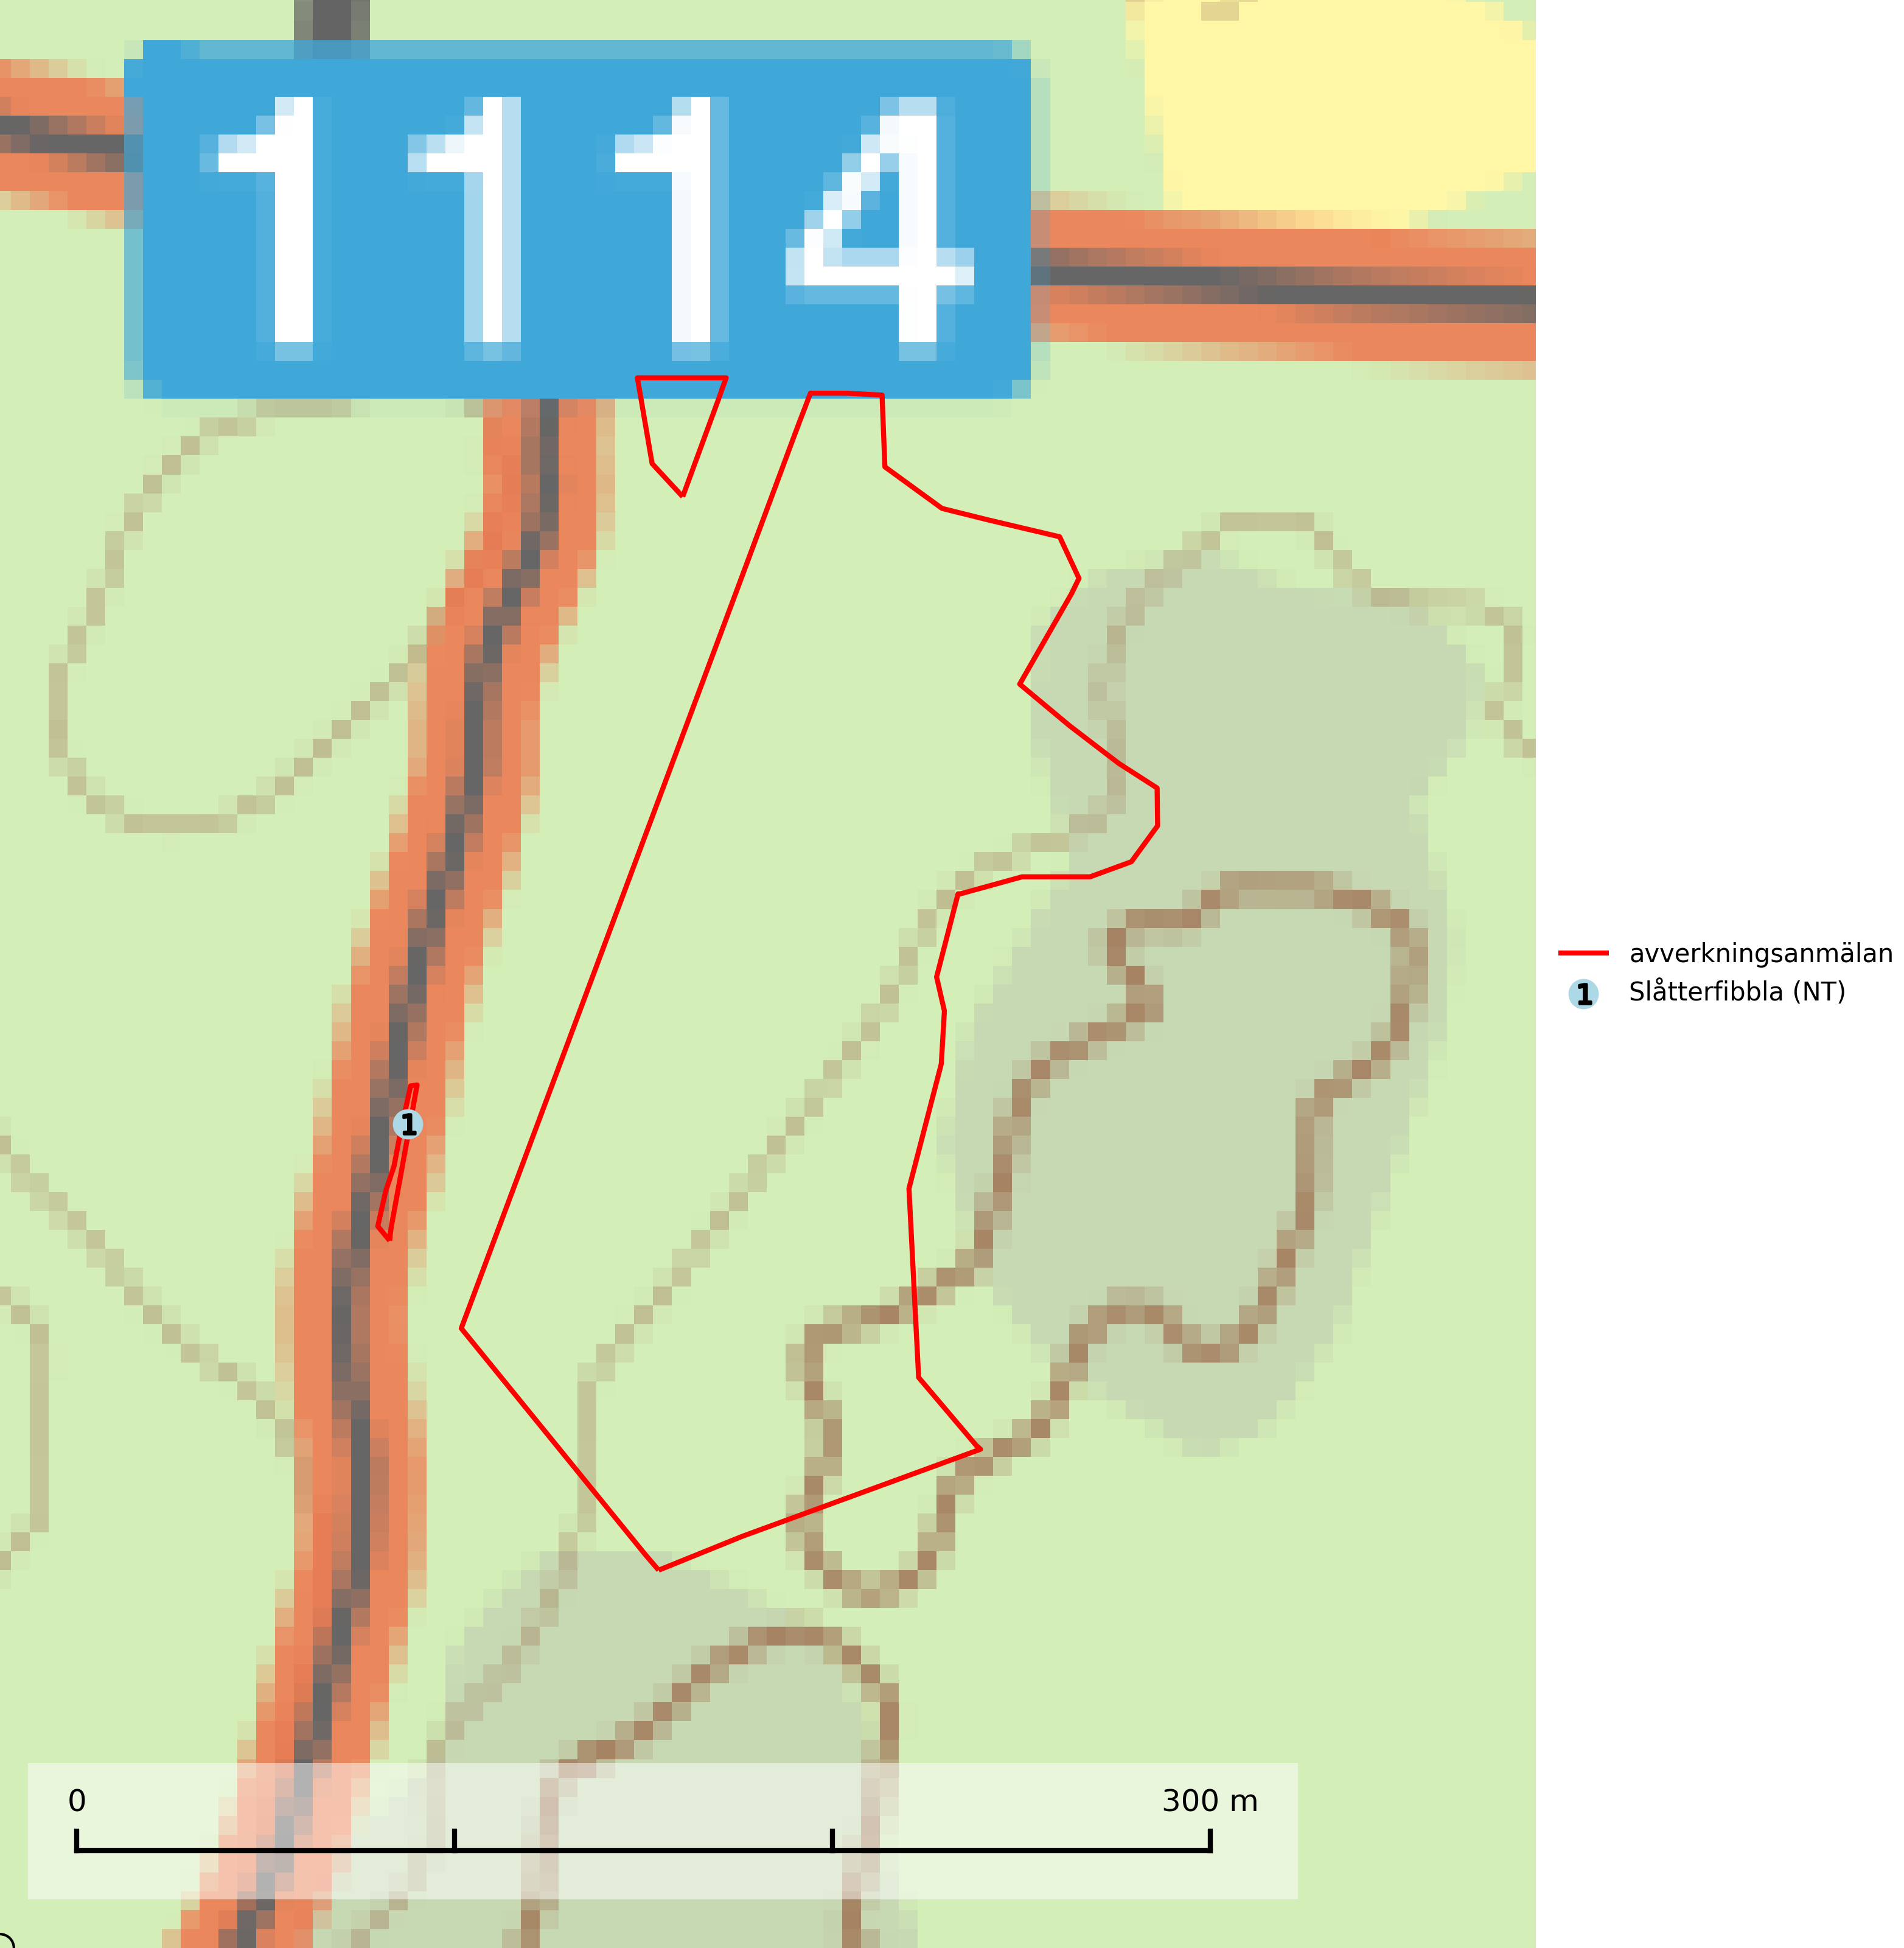 1114
avverkningsanmälan
1 Slåtterfibbla (NT)
1
0 300 m